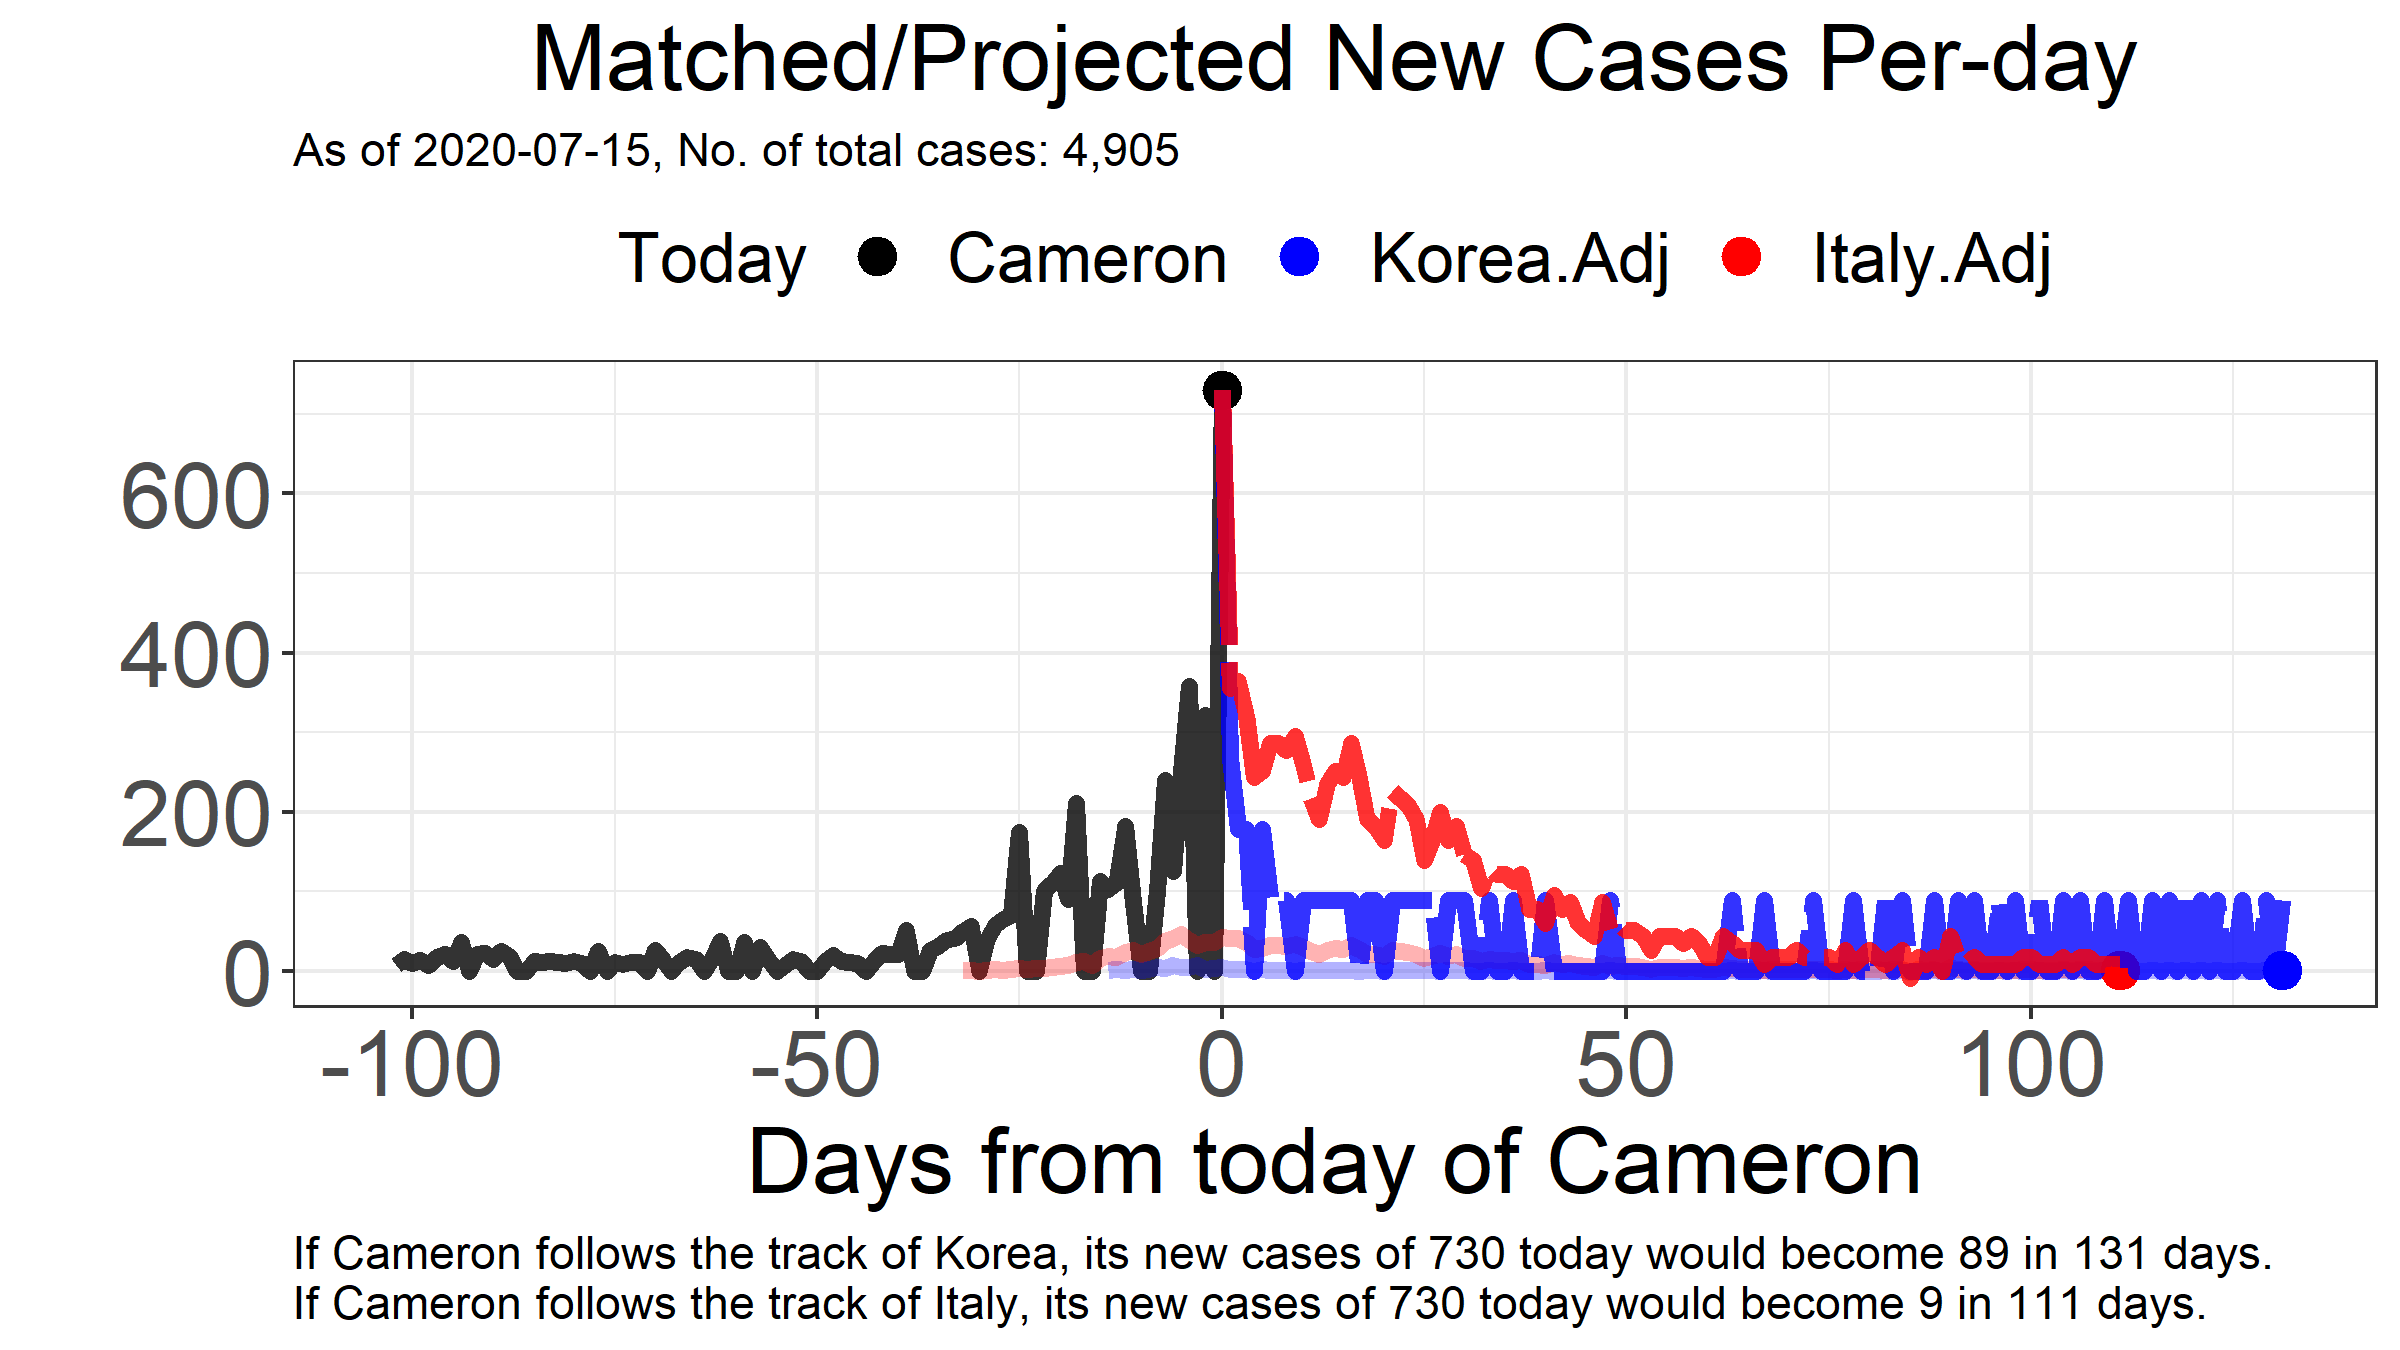 Matched/Projected New Cases Per-day
As of 2020-07-15, No. of total cases: 4,905
Today Cameron Korea.Adj Italy.Adj
600
400
200
0
-100 -50 0 50 100
Days from today of Cameron
If Cameron follows the track of Korea, its new cases of 730 today would become 89 in 131 days.
If Cameron follows the track of Italy, its new cases of 730 today would become 9 in 111 days.